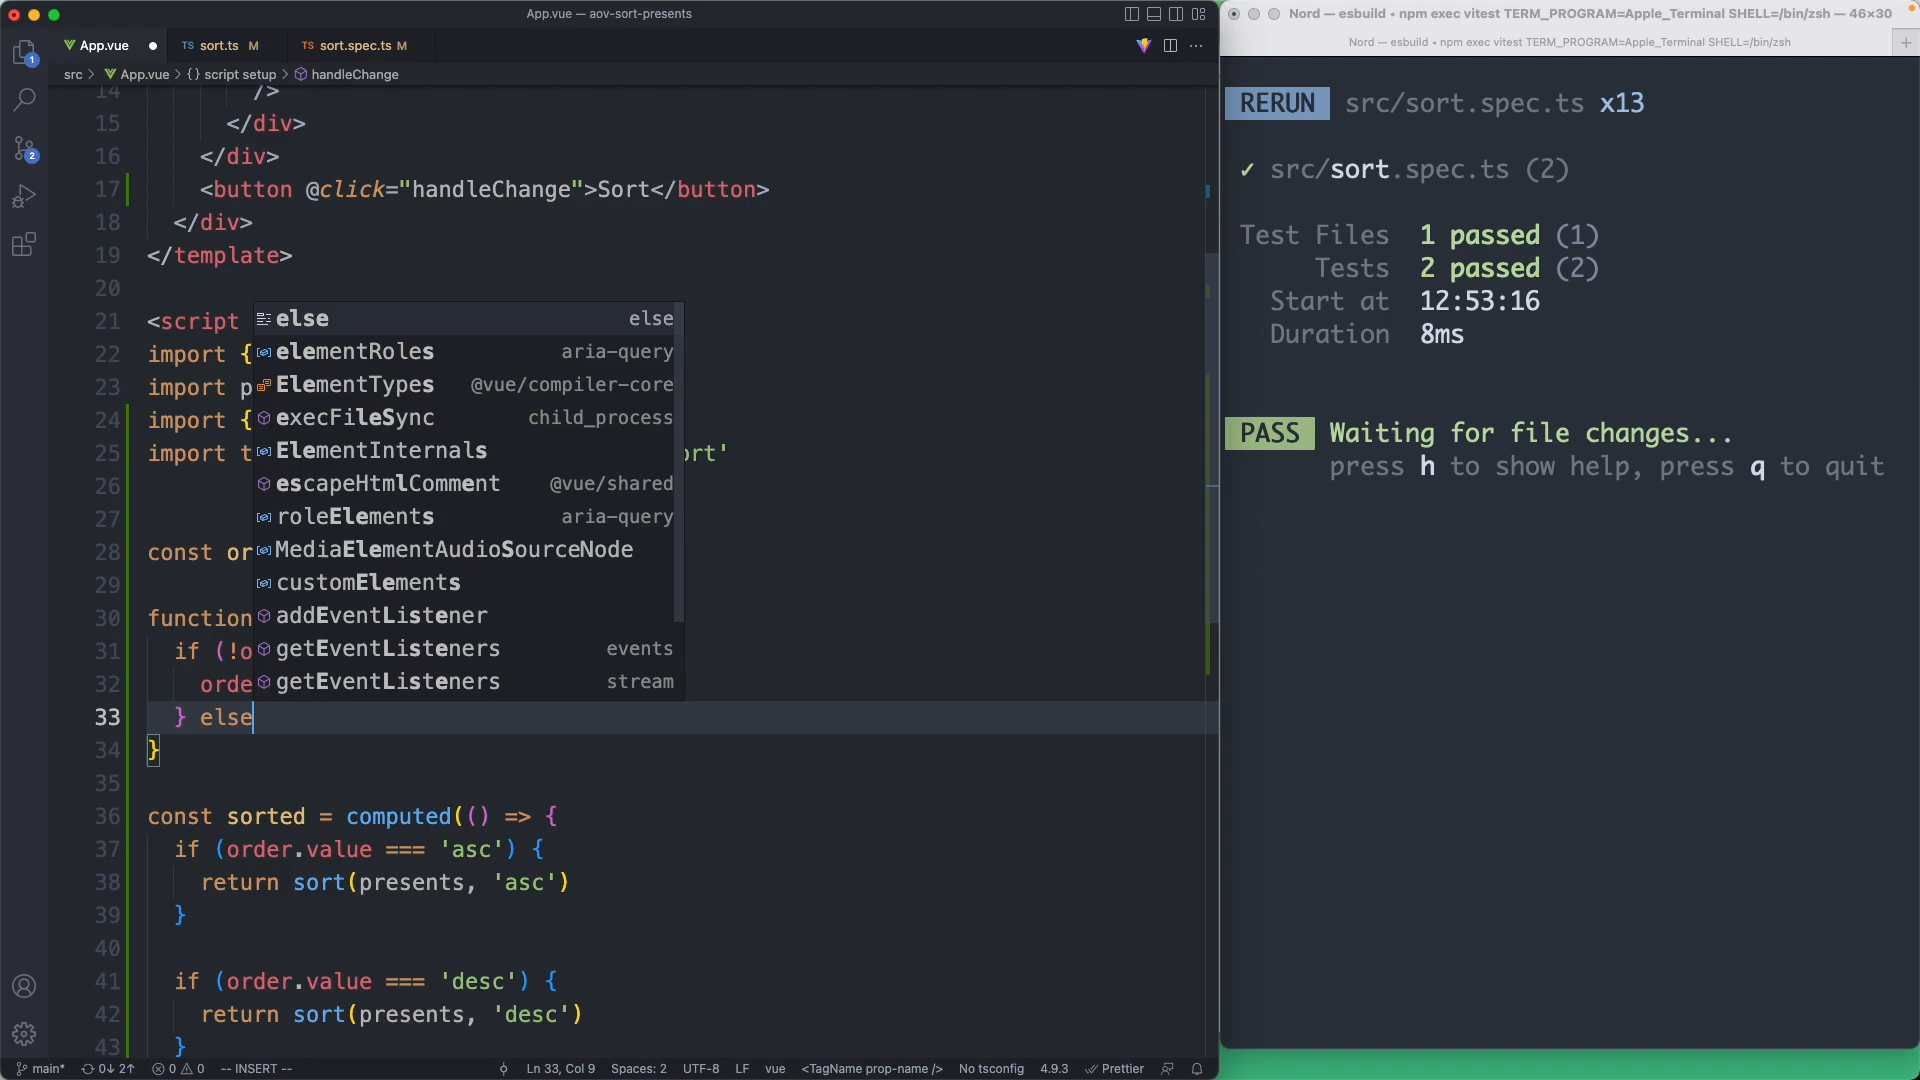 App.vue — aov-sort-presents
App.vue
TS sort.ts M
TS sort.spec.ts M
src > App.vue > {} script setup > handleChange
14 />
15 </div>
16 </div>
17 <button @click="handleChange">Sort</button>
18 </div>
19 </template>
20
21 <script
22 import {
23 import p
24 import {
25 import t ort'
26
27
28 const or
29
30 function
31 if (!o
32 orde
33 } else
34 }
35
36 const sorted = computed(() => {
37 if (order.value === 'asc') {
38 return sort(presents, 'asc')
39 }
40
41 if (order.value === 'desc') {
42 return sort(presents, 'desc')
43 }
else else
elementRoles aria-query
ElementTypes @vue/compiler-core
execFileSync child_process
ElementInternals
escapeHtmlComment @vue/shared
roleElements aria-query
MediaElementAudioSourceNode
customElements
addEventListener
getEventListeners events
getEventListeners stream
1
2
main* 0↓ 2↑ 0 0 -- INSERT -- Ln 33, Col 9 Spaces: 2 UTF-8 LF vue <TagName prop-name /> No tsconfig 4.9.3 Prettier
Nord — esbuild ◂ npm exec vitest TERM_PROGRAM=Apple_Terminal SHELL=/bin/zsh — 46×30
Nord — esbuild ◂ npm exec vitest TERM_PROGRAM=Apple_Terminal SHELL=/bin/zsh
RERUN src/sort.spec.ts x13
✓ src/sort.spec.ts (2)
Test Files 1 passed (1)
Tests 2 passed (2)
Start at 12:53:16
Duration 8ms
PASS Waiting for file changes...
press h to show help, press q to quit